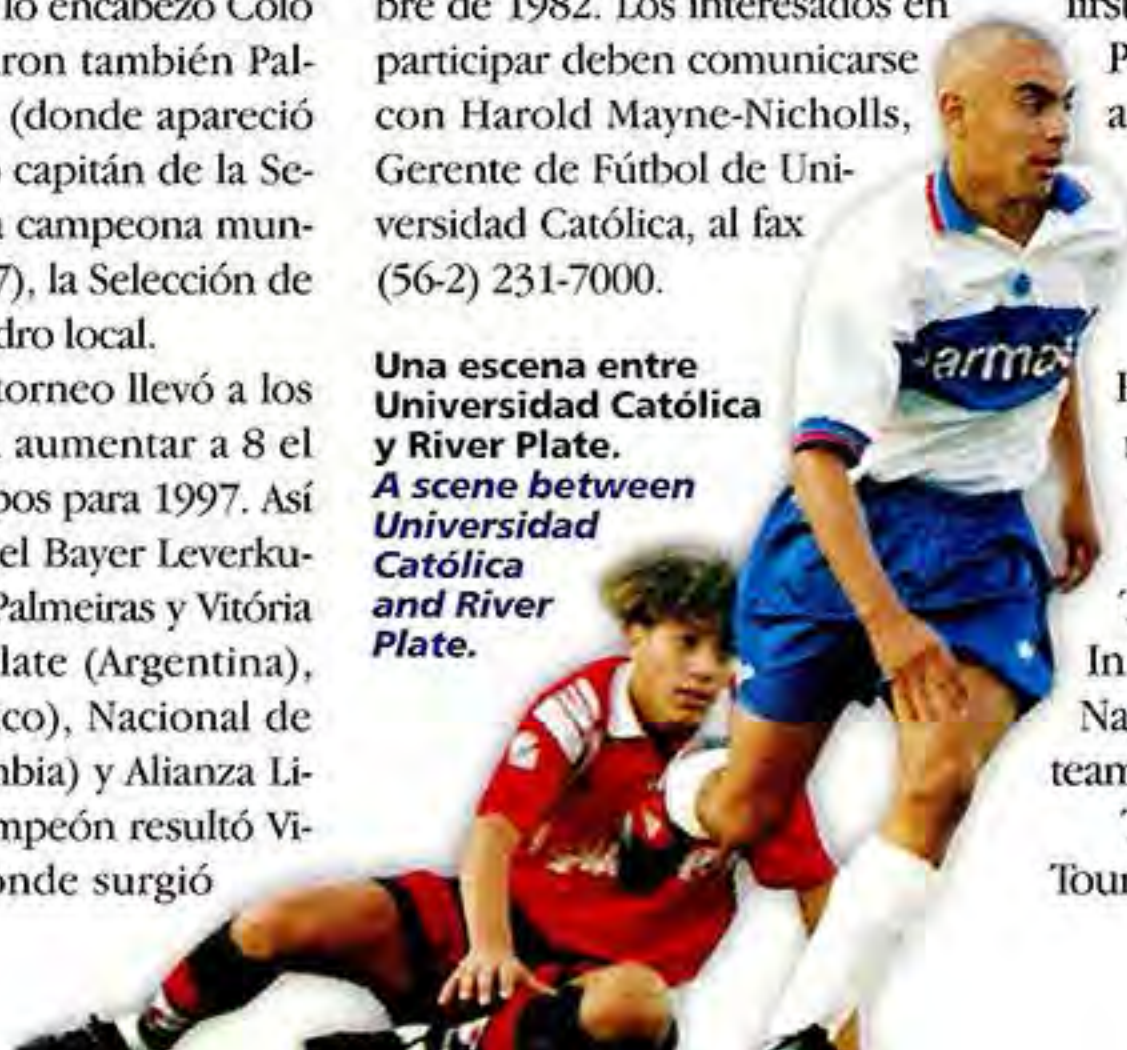 lo encabezó Colo
ron también Pal-
(donde apareció
capitán de la Se-
campeona mun-
7), la Selección de
dro local.
torneo llevó a los
aumentar a 8 el
pos para 1997. Así
el Bayer Leverku-
Palmeiras y Vitória
late (Argentina),
ico), Nacional de
mbia) y Alianza Li-
mpeón resultó Vi-
onde surgió
bre de 1982. Los interesados en
participar deben comunicarse
con Harold Mayne-Nicholls,
Gerente de Fútbol de Uni-
versidad Católica, al fax
(56-2) 231-7000.
Una escena entre
Universidad Católica
y River Plate.
A scene between
Universidad
Católica
and River
Plate.
armal
first
P
a
In
Na
team
Tour